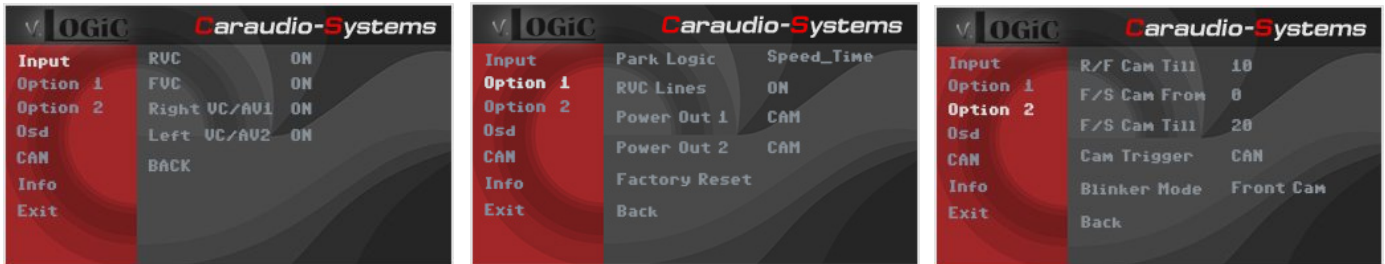 v.LOGiC Caraudio-Systems
Input RVC ON
Option 1 FVC ON
Option 2 Right VC/AV1 ON
Osd Left VC/AV2 ON
CAN BACK
Info
Exit
v.LOGiC Caraudio-Systems
Input Park Logic Speed_Time
Option 1 RVC Lines ON
Option 2 Power Out 1 CAM
Osd Power Out 2 CAM
CAN Factory Reset
Info Back
Exit
v.LOGiC Caraudio-Systems
Input R/F Cam Till 10
Option 1 F/S Cam From 0
Option 2 F/S Cam Till 20
Osd Cam Trigger CAN
CAN Blinker Mode Front Cam
Info Back
Exit